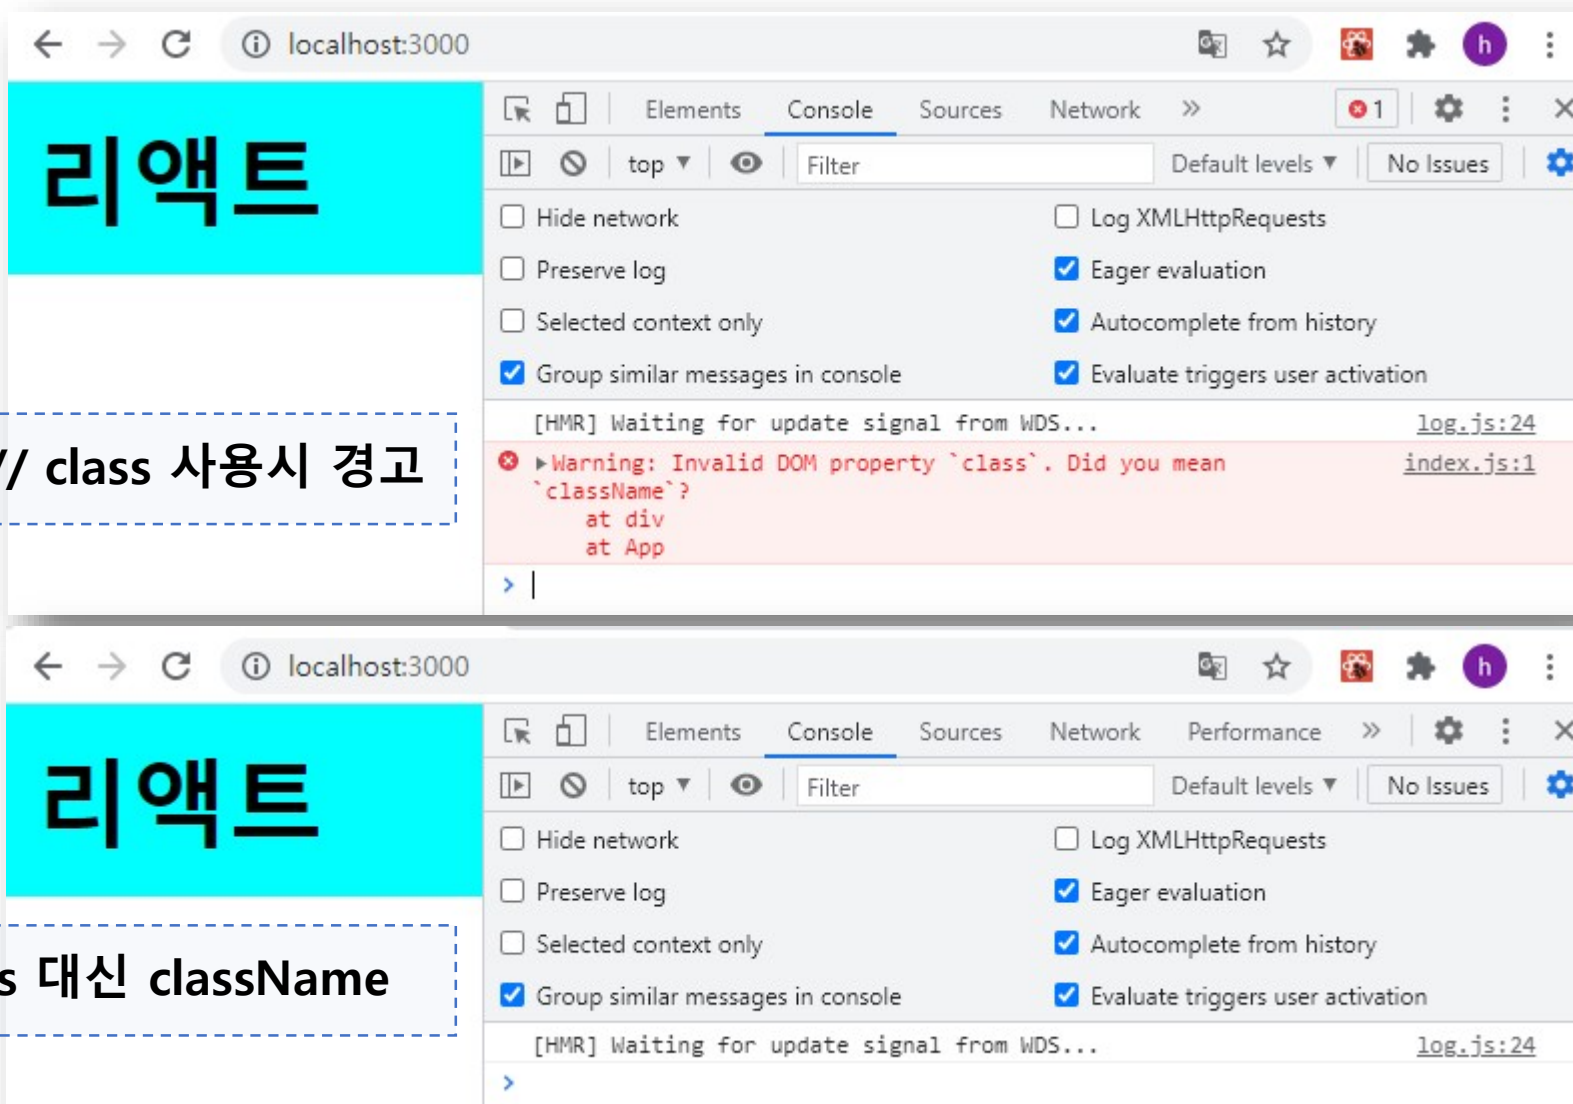 localhost:3000
h
Elements Console Sources Network » 1
top ▼ Filter Default levels ▼ No Issues
리액트
Hide network Log XMLHttpRequests
Preserve log Eager evaluation
Selected context only Autocomplete from history
Group similar messages in console Evaluate triggers user activation
[HMR] Waiting for update signal from WDS... log.js:24
// class 사용시 경고
▶Warning: Invalid DOM property `class`. Did you mean index.js:1
`className`?
at div
at App
>
localhost:3000
h
Elements Console Sources Network Performance »
top ▼ Filter Default levels ▼ No Issues
리액트
Hide network Log XMLHttpRequests
Preserve log Eager evaluation
Selected context only Autocomplete from history
s 대신 className
Group similar messages in console Evaluate triggers user activation
[HMR] Waiting for update signal from WDS... log.js:24
>